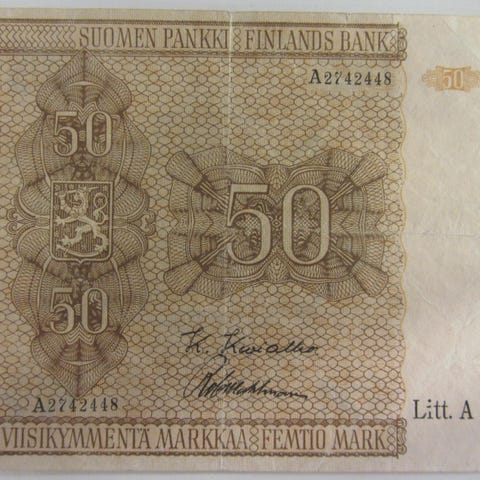 SUOMEN PANKKI FINLANDS BANK
A2742448
50
50
50
50
A2742448
Litt. A
VIISIKYMMENTÄ MARKKAA FEMTIO MARK